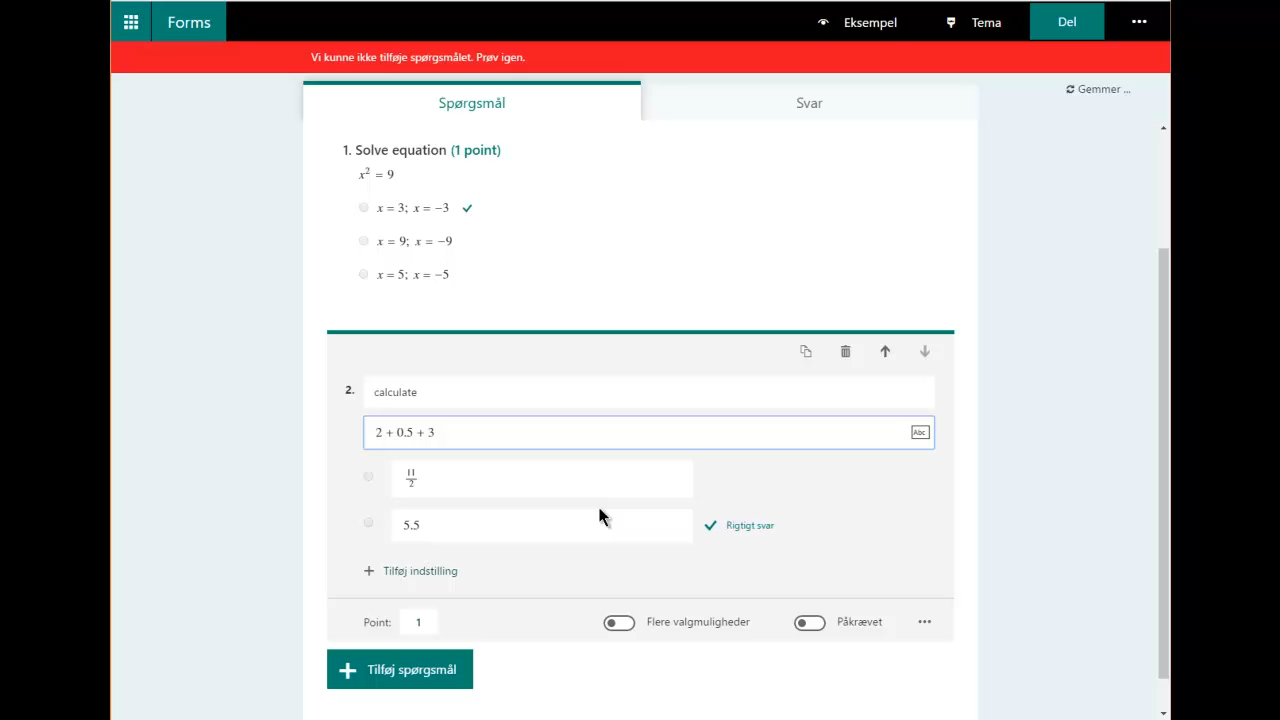 Forms
Eksempel
Tema
Del
Vi kunne ikke tilføje spørgsmålet. Prøv igen.
Gemmer ...
Spørgsmål
Svar
1. Solve equation (1 point)
x² = 9
x = 3; x = −3
x = 9; x = −9
x = 5; x = −5
2.
calculate
2 + 0.5 + 3
Abc
11/2
5.5
Rigtigt svar
Tilføj indstilling
Point: 1
Flere valgmuligheder
Påkrævet
Tilføj spørgsmål